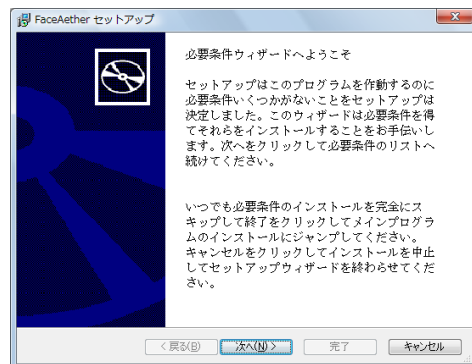 FaceAether セットアップ
必要条件ウィザードへようこそ
セットアップはこのプログラムを作動するのに
必要条件いくつかがないことをセットアップは
決定しました。このウィザードは必要条件を得
てそれらをインストールすることをお手伝いし
ます。次へをクリックして必要条件のリストへ
続けてください。
いつでも必要条件のインストールを完全にス
キップして終了をクリックしてメインプログラ
ムのインストールにジャンプしてください。
キャンセルをクリックしてインストールを中止
してセットアップウィザードを終わらせてくだ
さい。
< 戻る(B) 次へ(N) > 完了 キャンセル